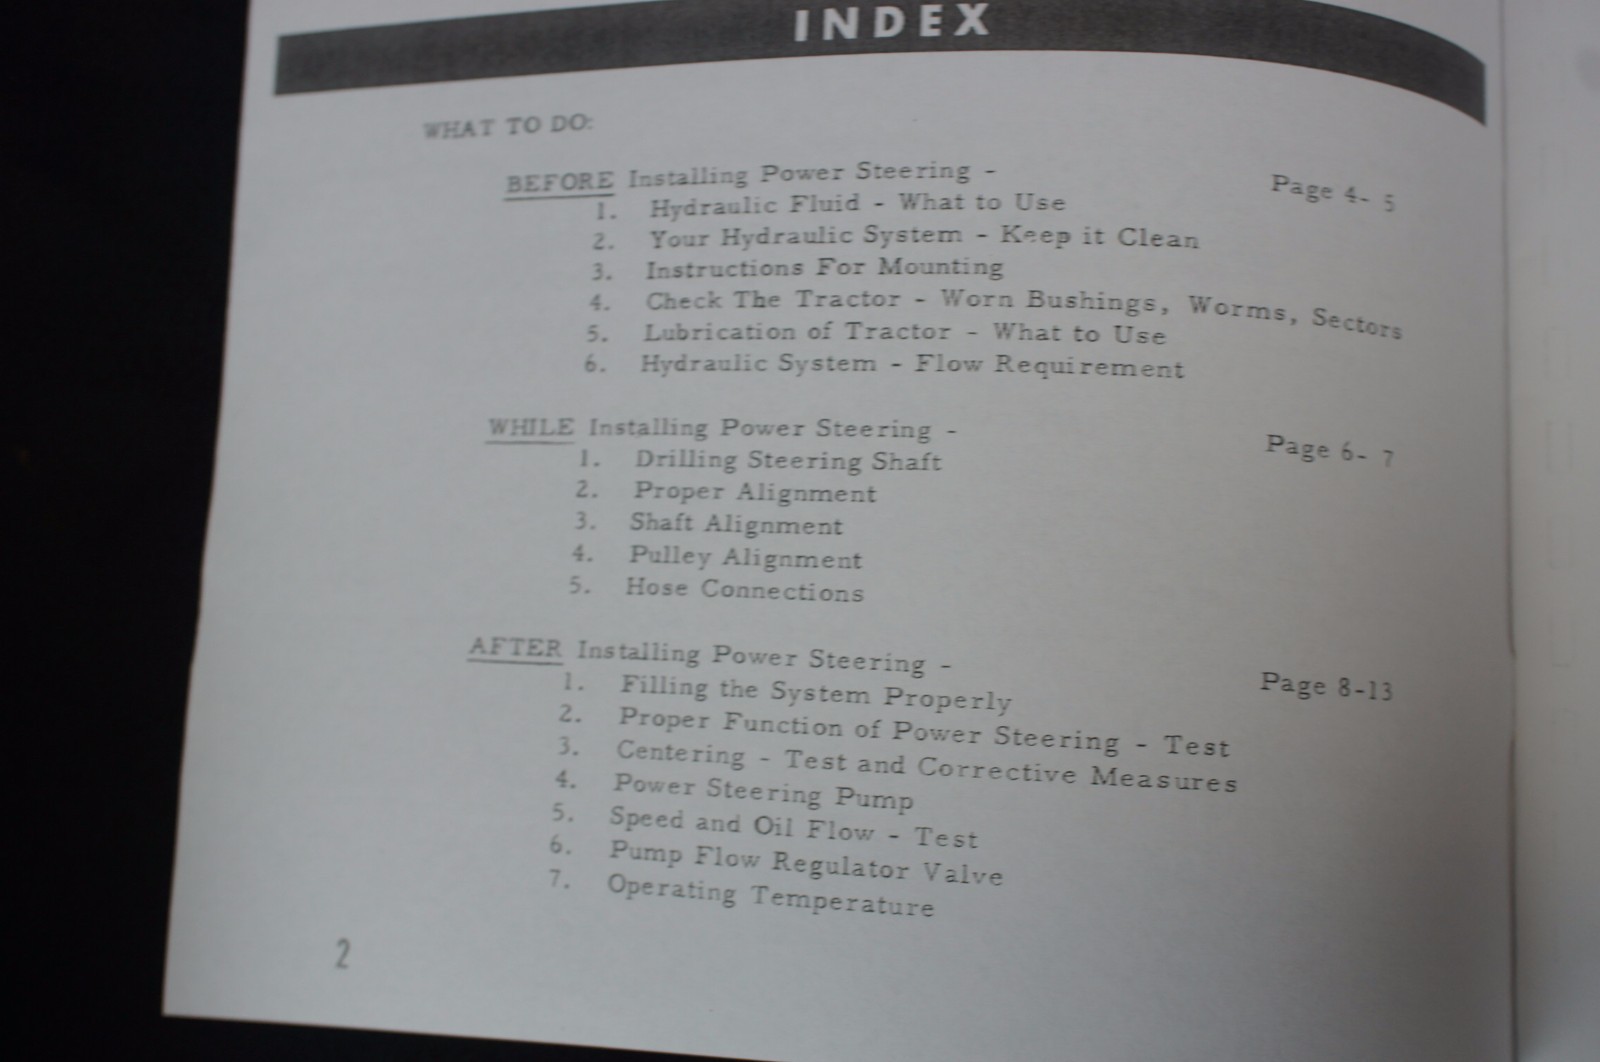 INDEX
WHAT TO DO:
BEFORE Installing Power Steering - Page 4- 5
1. Hydraulic Fluid - What to Use
2. Your Hydraulic System - Keep it Clean
3. Instructions For Mounting
4. Check The Tractor - Worn Bushings, Worms, Sectors
5. Lubrication of Tractor - What to Use
6. Hydraulic System - Flow Requirement
WHILE Installing Power Steering - Page 6- 7
1. Drilling Steering Shaft
2. Proper Alignment
3. Shaft Alignment
4. Pulley Alignment
5. Hose Connections
AFTER Installing Power Steering - Page 8-13
1. Filling the System Properly
2. Proper Function of Power Steering - Test
3. Centering - Test and Corrective Measures
4. Power Steering Pump
5. Speed and Oil Flow - Test
6. Pump Flow Regulator Valve
7. Operating Temperature
2